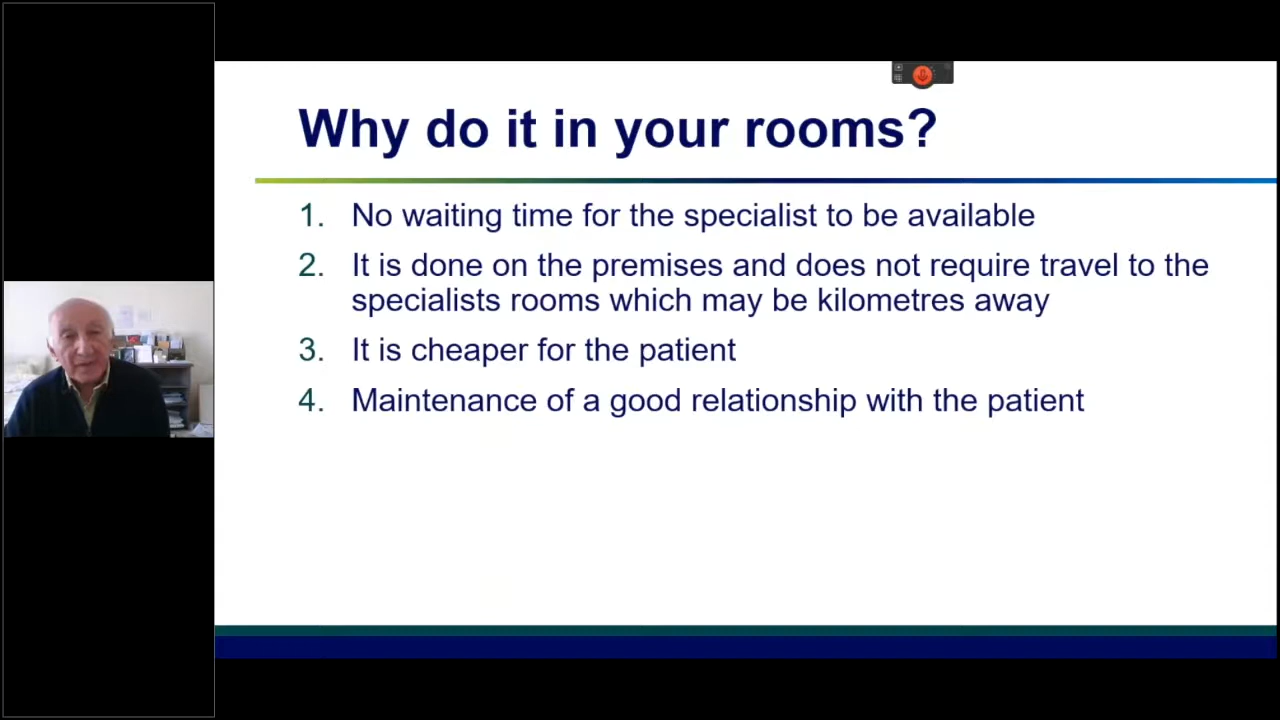 Why do it in your rooms?
1. No waiting time for the specialist to be available
2. It is done on the premises and does not require travel to the
specialists rooms which may be kilometres away
3. It is cheaper for the patient
4. Maintenance of a good relationship with the patient